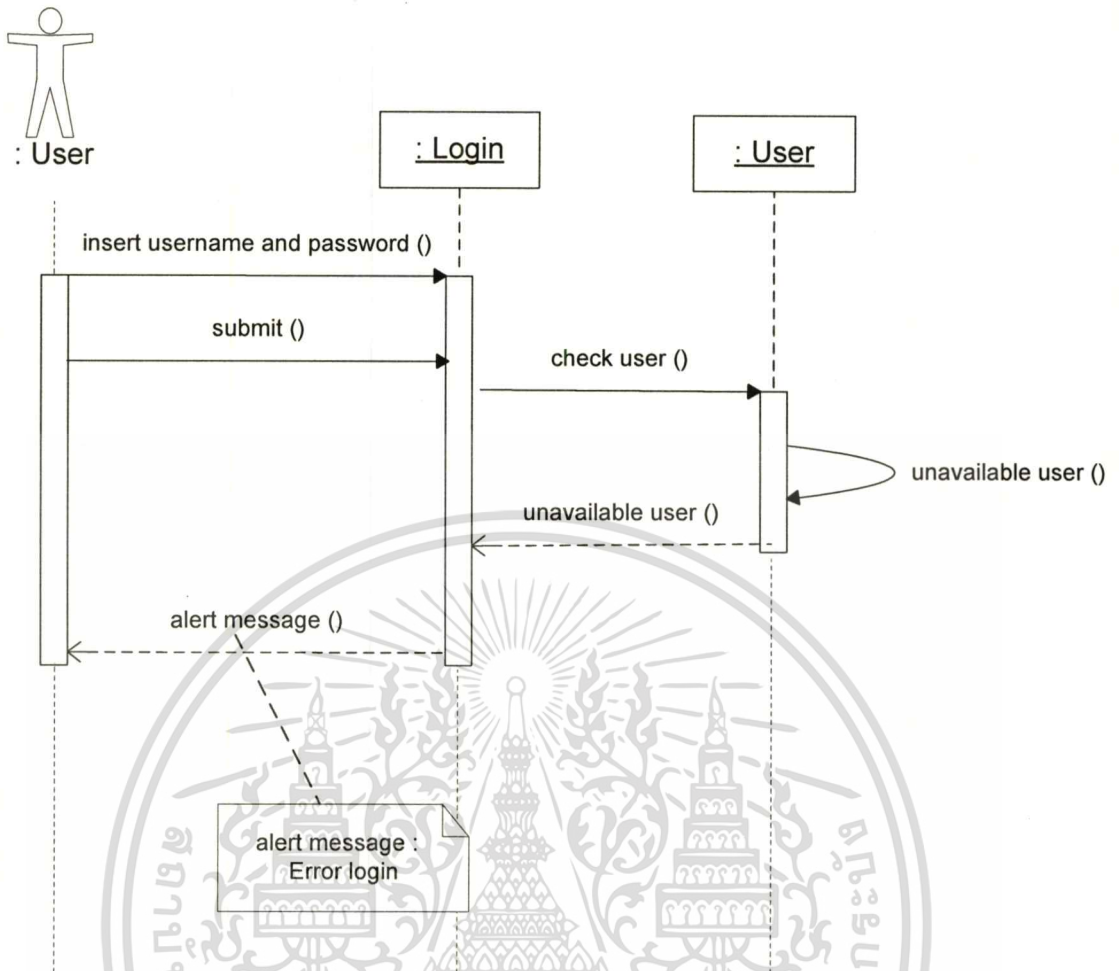 : User
: Login
: User
insert username and password ()
submit ()
check user ()
unavailable user ()
unavailable user ()
alert message ()
alert message :
Error login